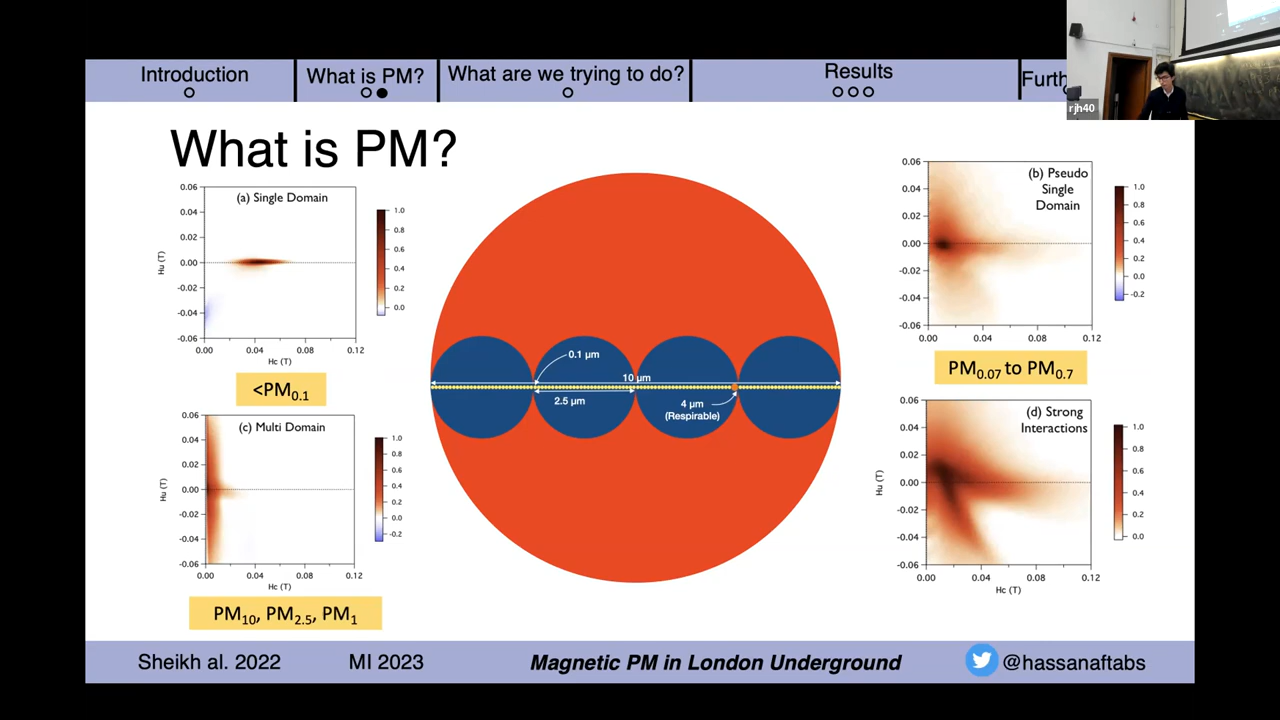 Introduction
What is PM?
What are we trying to do?
Results
Furth
rjh40
What is PM?
(a) Single Domain
0.06
0.04
0.02
0.00
-0.02
-0.04
-0.06
Hu (T)
0.00 0.04 0.08 0.12
Hc (T)
1.0
0.8
0.6
0.4
0.2
0.0
<PM0.1
(c) Multi Domain
0.06
0.04
0.02
0.00
-0.02
-0.04
-0.06
Hu (T)
0.00 0.04 0.08 0.12
Hc (T)
1.0
0.8
0.6
0.4
0.2
0.0
-0.2
PM10, PM2.5, PM1
0.1 μm
10 μm
2.5 μm
4 μm
(Respirable)
(b) Pseudo
Single
Domain
0.06
0.04
0.02
0.00
-0.02
-0.04
-0.06
0.00 0.04 0.08 0.12
1.0
0.8
0.6
0.4
0.2
0.0
-0.2
PM0.07 to PM0.7
(d) Strong
Interactions
0.06
0.04
0.02
0.00
-0.02
-0.04
-0.06
Hu (T)
0.00 0.04 0.08 0.12
Hc (T)
1.0
0.8
0.6
0.4
0.2
0.0
Sheikh al. 2022
MI 2023
Magnetic PM in London Underground
@hassanaftabs